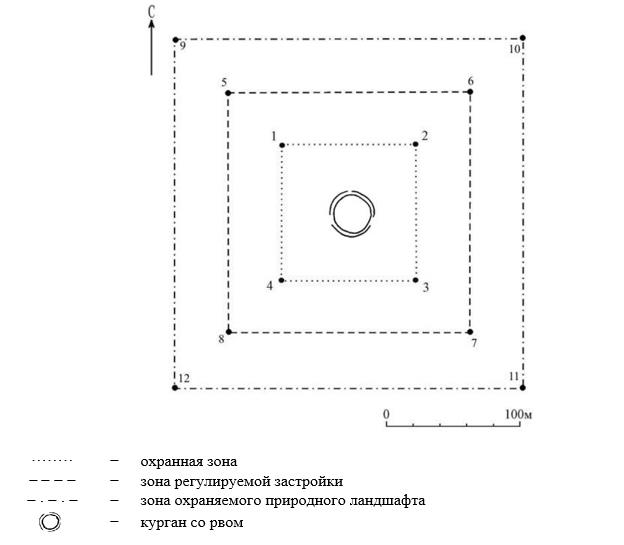 С
9
10
5
6
1
2
4
3
8
7
12
11
0
100м
– охранная зона
– зона регулируемой застройки
– зона охраняемого природного ландшафта
– курган со рвом